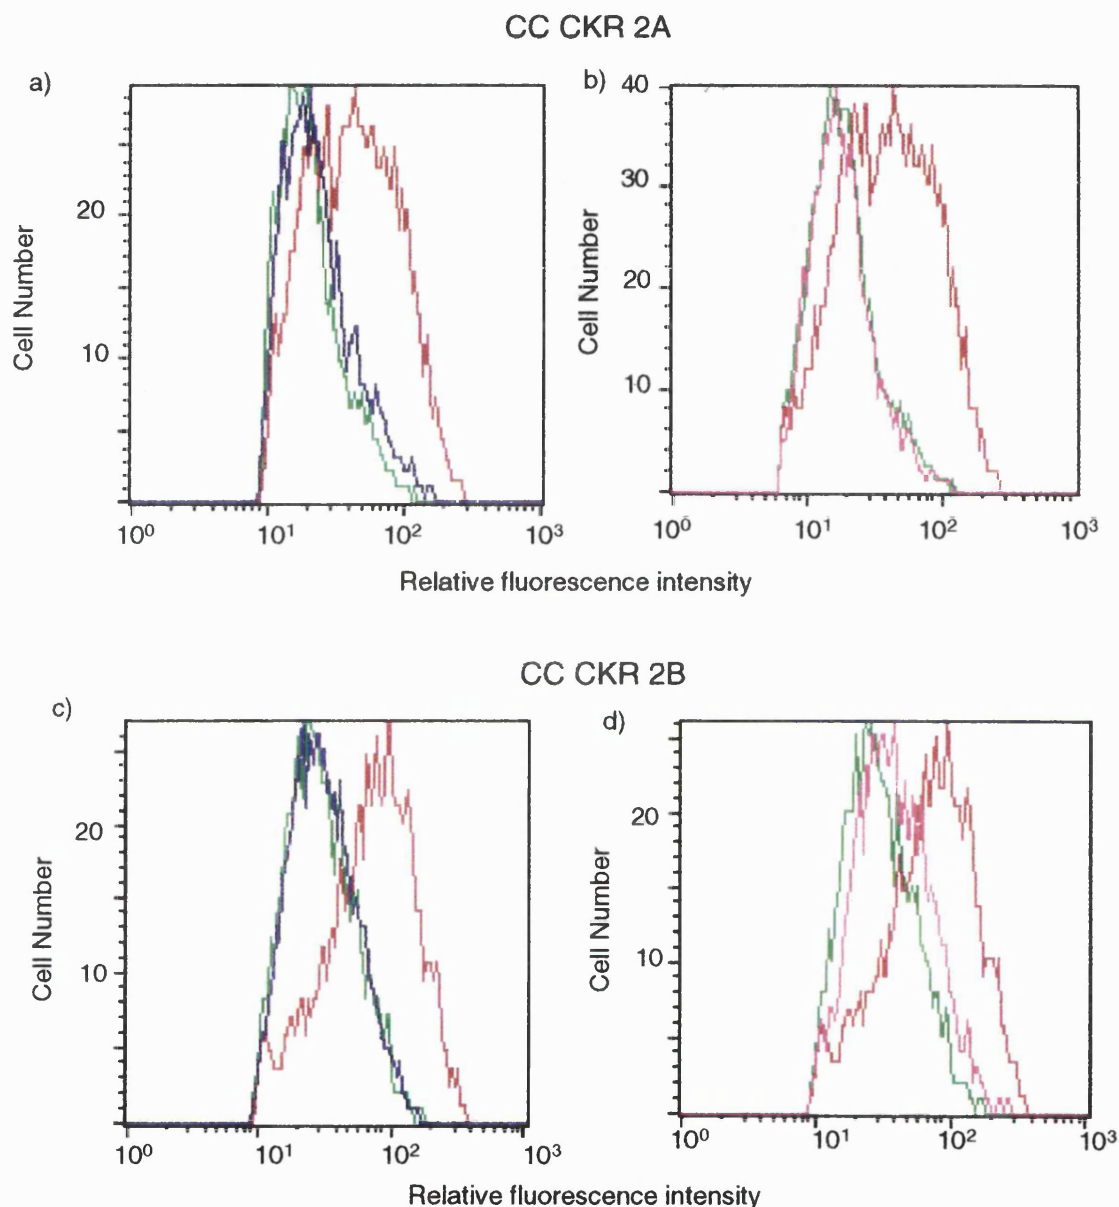 CC CKR 2A
a)
b)
Cell Number
20
10
10⁰ 10¹ 10² 10³
Cell Number
40
30
20
10
10⁰ 10¹ 10² 10³
Relative fluorescence intensity
CC CKR 2B
c)
d)
Cell Number
20
10
10⁰ 10¹ 10² 10³
Cell Number
20
10
10⁰ 10¹ 10² 10³
Relative fluorescence intensity